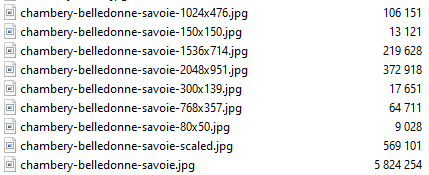 chambery-belledonne-savoie-1024x476.jpg 106 151
chambery-belledonne-savoie-150x150.jpg 13 121
chambery-belledonne-savoie-1536x714.jpg 219 628
chambery-belledonne-savoie-2048x951.jpg 372 918
chambery-belledonne-savoie-300x139.jpg 17 651
chambery-belledonne-savoie-768x357.jpg 64 711
chambery-belledonne-savoie-80x50.jpg 9 028
chambery-belledonne-savoie-scaled.jpg 569 101
chambery-belledonne-savoie.jpg 5 824 254